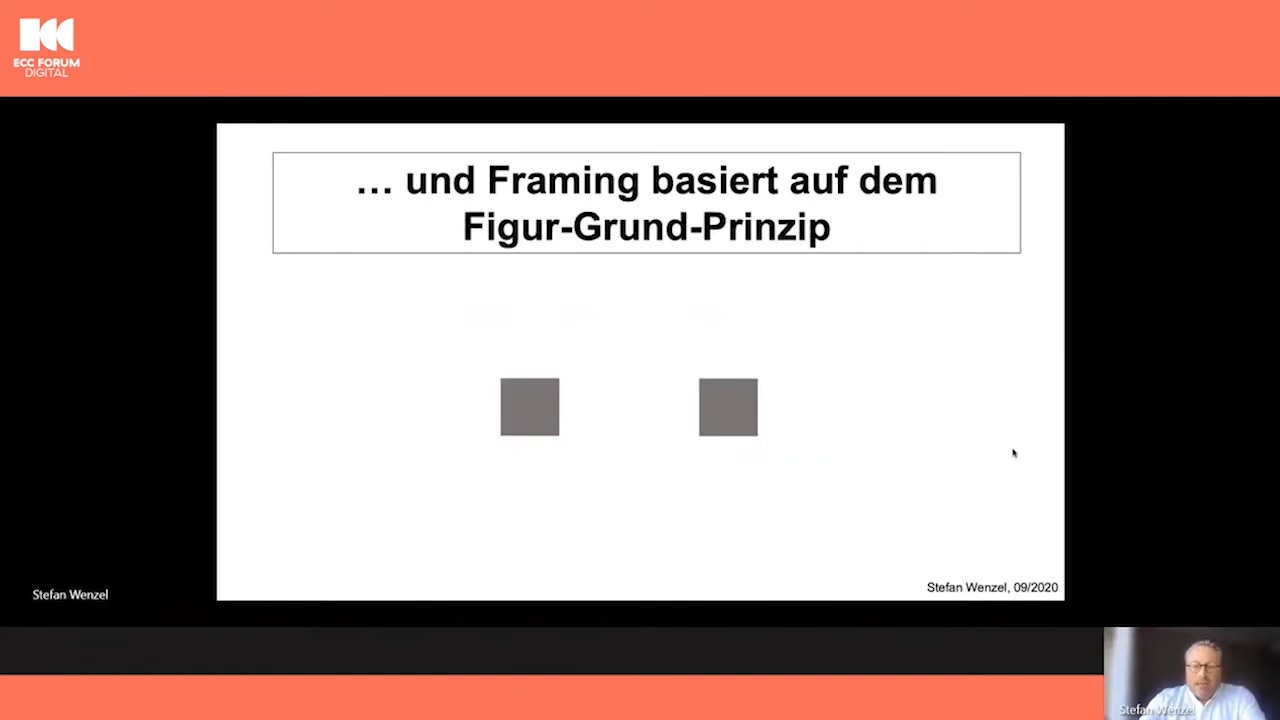 ECC FORUM
DIGITAL
… und Framing basiert auf dem
Figur-Grund-Prinzip
Stefan Wenzel, 09/2020
Stefan Wenzel
Stefan Wenzel